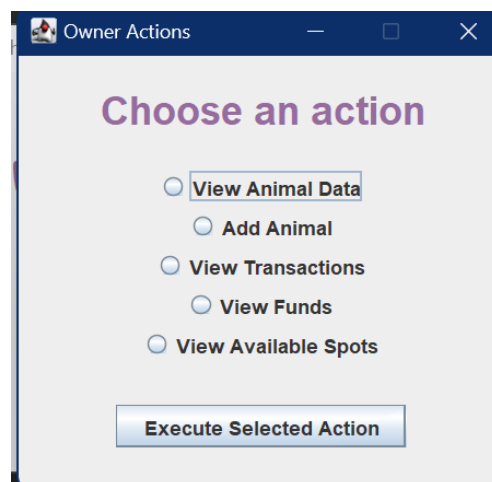 Owner Actions
Choose an action
View Animal Data
Add Animal
View Transactions
View Funds
View Available Spots
Execute Selected Action